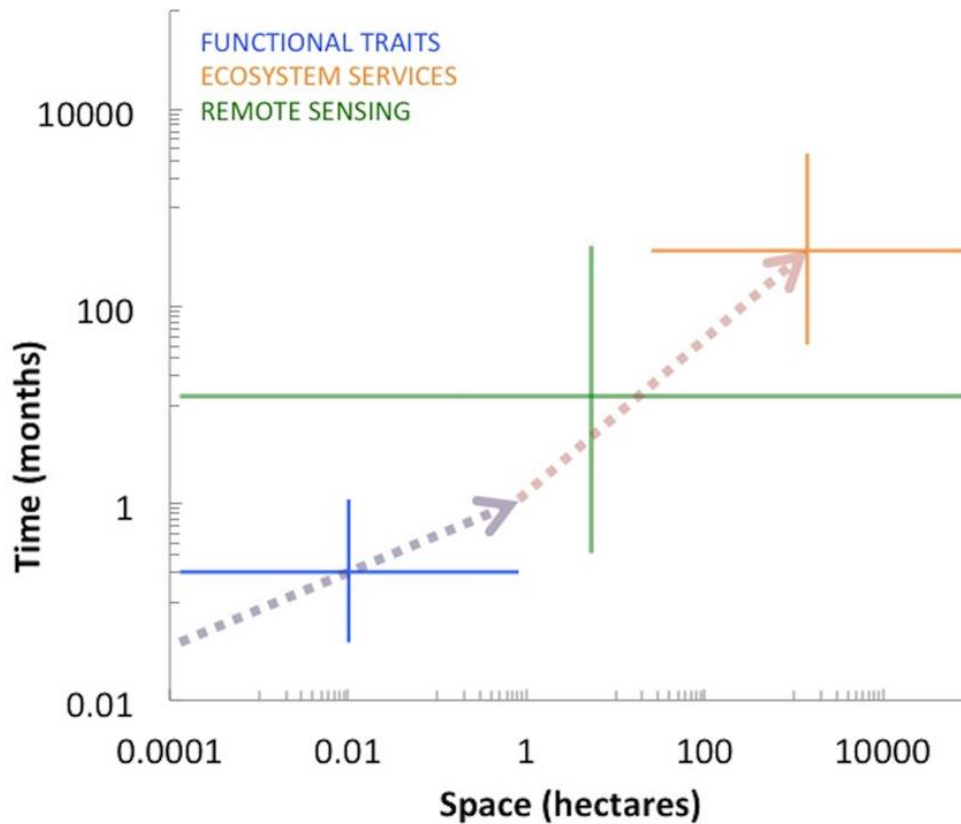 FUNCTIONAL TRAITS
ECOSYSTEM SERVICES
REMOTE SENSING
10000
100
1
0.01
Time (months)
0.0001 0.01 1 100 10000
Space (hectares)